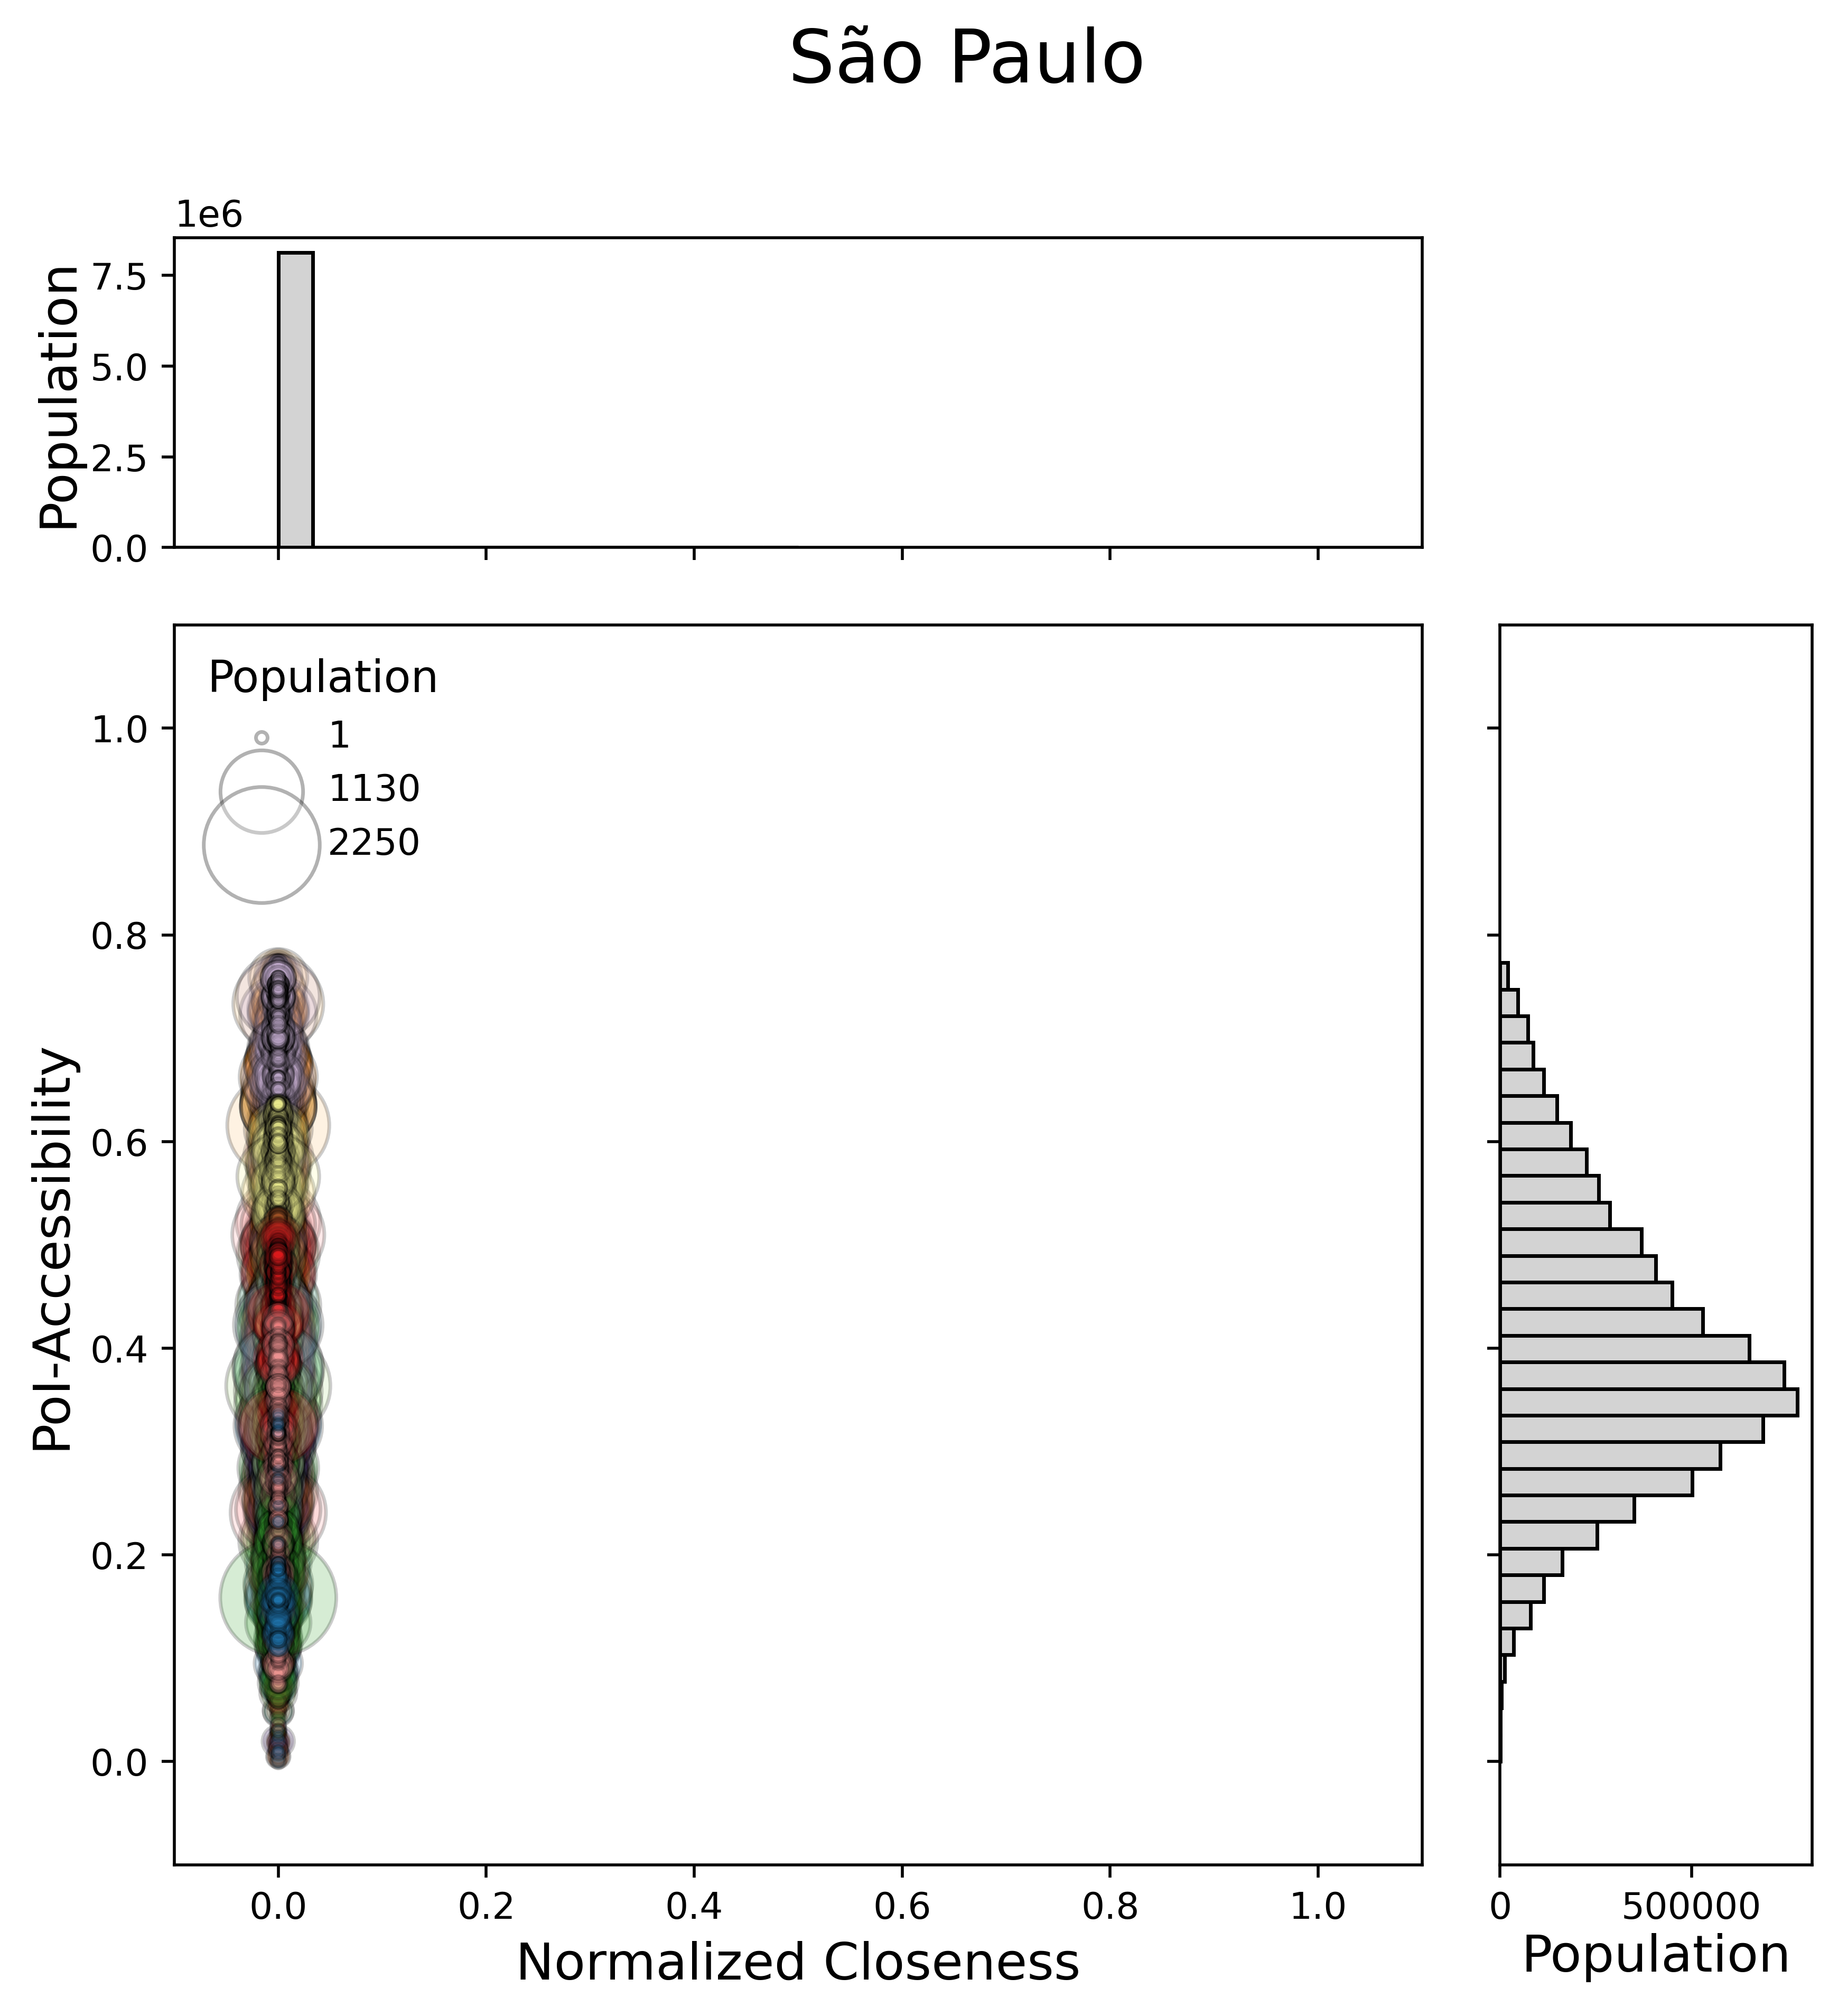 São Paulo
1e6
Population
7.5
5.0
2.5
0.0
Population
1
1130
2250
Pol-Accessibility
1.0
0.8
0.6
0.4
0.2
0.0
0.0 0.2 0.4 0.6 0.8 1.0
Normalized Closeness
0 500000
Population